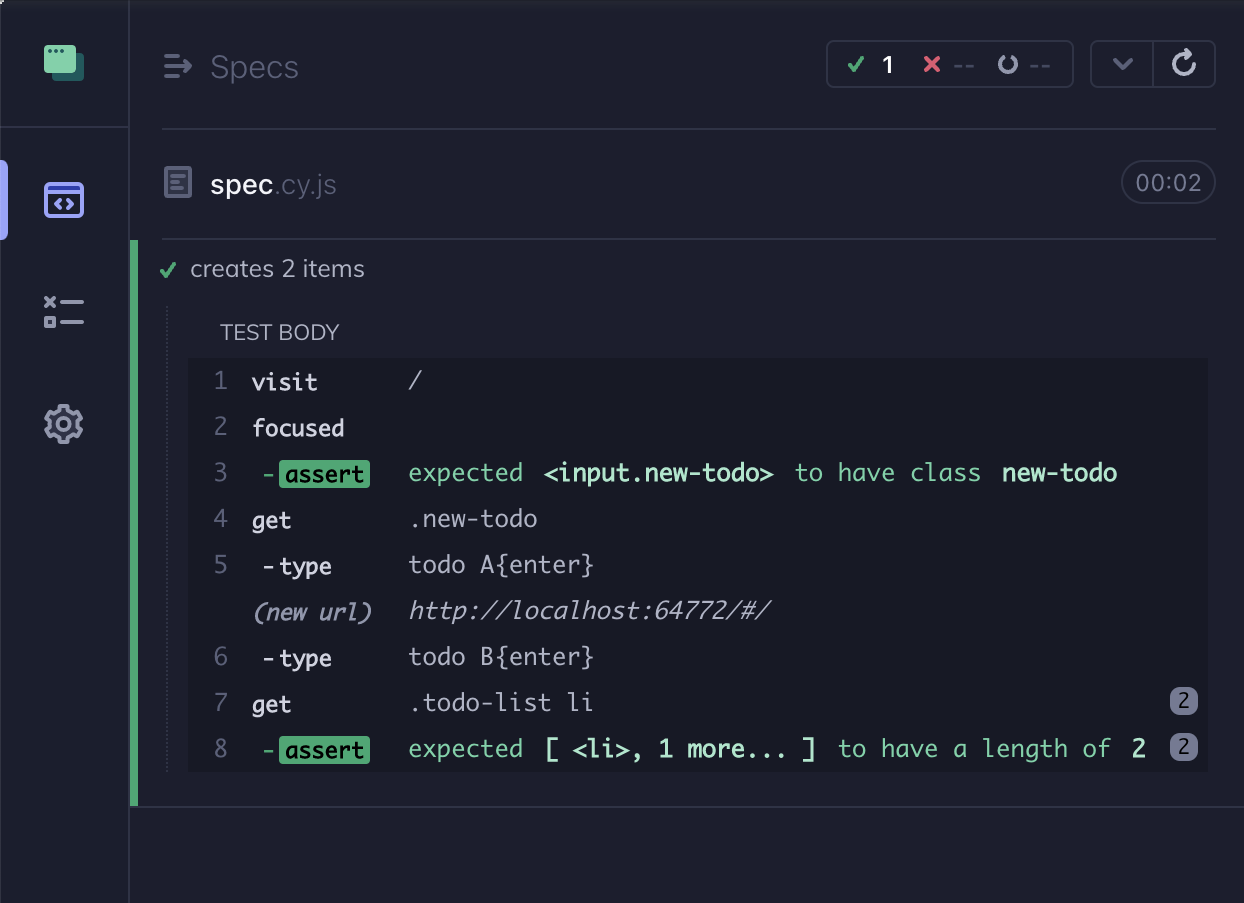 Specs 1 -- --
spec.cy.js 00:02
creates 2 items
TEST BODY
1 visit /
2 focused
3 -assert expected <input.new-todo> to have class new-todo
4 get .new-todo
5 -type todo A{enter}
(new url) http://localhost:64772/#/
6 -type todo B{enter}
7 get .todo-list li 2
8 -assert expected [ <li>, 1 more... ] to have a length of 2 2